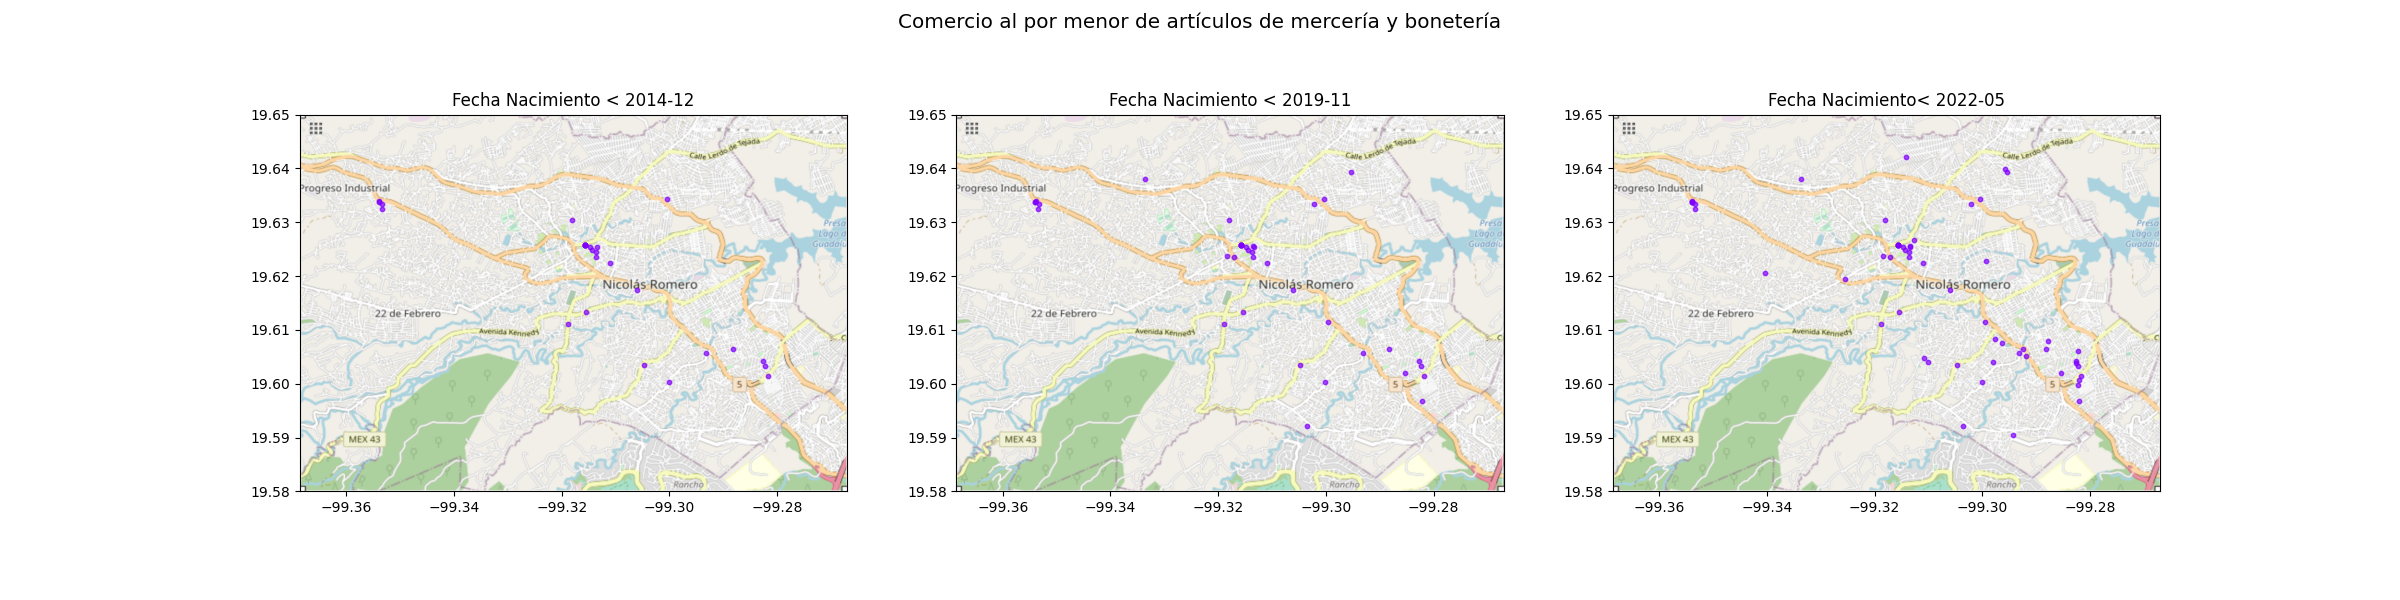 Comercio al por menor de artículos de mercería y bonetería
Fecha Nacimiento < 2014-12
19.65
19.64
19.63
19.62
19.61
19.60
19.59
19.58
Calle Lerdo de Tejada
Progreso Industrial
Presa
Lago d
Guadalu
Nicolás Romero
22 de Febrero
Avenida Kennedy
5
MEX 43
Rancho
−99.36 −99.34 −99.32 −99.30 −99.28
Fecha Nacimiento < 2019-11
19.65
19.64
19.63
19.62
19.61
19.60
19.59
19.58
Calle Lerdo de Tejada
Progreso Industrial
Presa
Lago d
Guadalu
Nicolás Romero
22 de Febrero
Avenida Kennedy
5
MEX 43
Rancho
−99.36 −99.34 −99.32 −99.30 −99.28
Fecha Nacimiento< 2022-05
19.65
19.64
19.63
19.62
19.61
19.60
19.59
19.58
Calle Lerdo de Tejada
Progreso Industrial
Presa
Lago d
Guadalu
Nicolás Romero
22 de Febrero
Avenida Kennedy
5
MEX 43
Rancho
−99.36 −99.34 −99.32 −99.30 −99.28